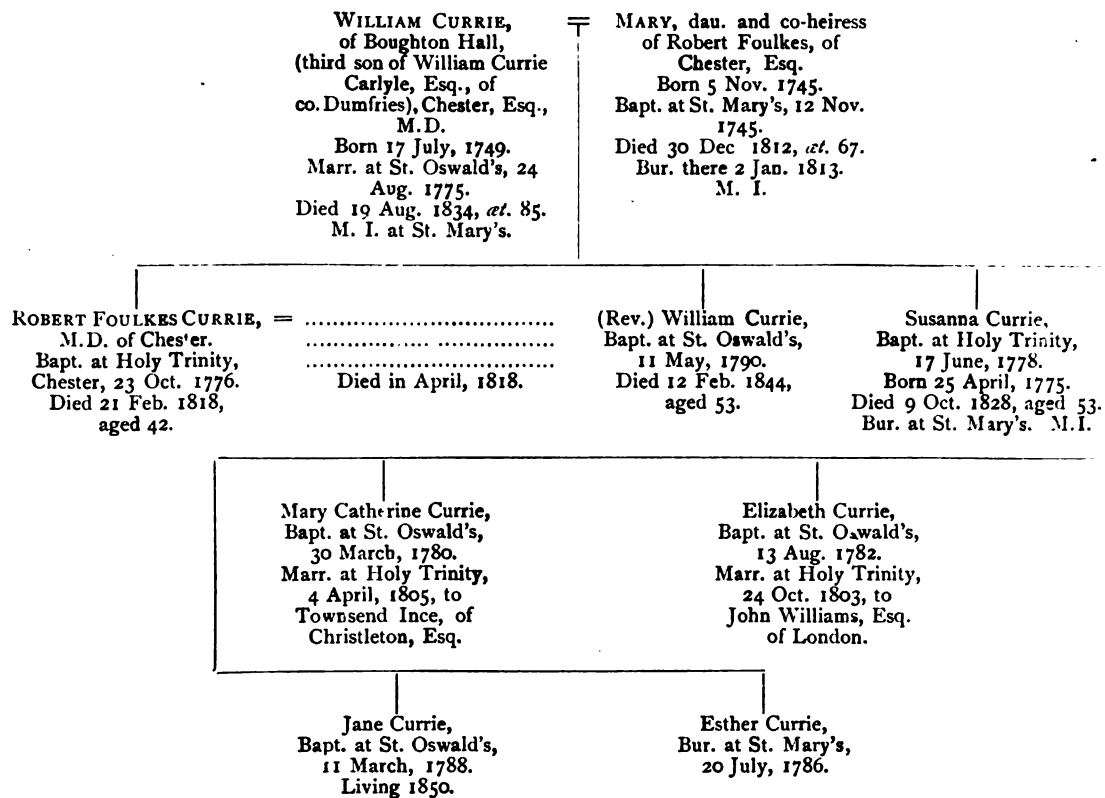 WILLIAM CURRIE,
of Boughton Hall,
(third son of William Currie
Carlyle, Esq., of
co. Dumfries), Chester, Esq.,
M.D.
Born 17 July, 1749.
Marr. at St. Oswald's, 24
Aug. 1775.
Died 19 Aug. 1834, æt. 85.
M. I. at St. Mary's.
=
MARY, dau. and co-heiress
of Robert Foulkes, of
Chester, Esq.
Born 5 Nov. 1745.
Bapt. at St. Mary's, 12 Nov.
1745.
Died 30 Dec 1812, æt. 67.
Bur. there 2 Jan. 1813.
M. I.
ROBERT FOULKES CURRIE, =
M.D. of Chester.
Bapt. at Holy Trinity,
Chester, 23 Oct. 1776.
Died 21 Feb. 1818,
aged 42.
.................................
.................................
.................................
Died in April, 1818.
(Rev.) William Currie,
Bapt. at St. Oswald's,
11 May, 1790.
Died 12 Feb. 1844,
aged 53.
Susanna Currie,
Bapt. at Holy Trinity,
17 June, 1778.
Born 25 April, 1775.
Died 9 Oct. 1828, aged 53.
Bur. at St. Mary's. M.I.
Mary Catherine Currie,
Bapt. at St. Oswald's,
30 March, 1780.
Marr. at Holy Trinity,
4 April, 1805, to
Townsend Ince, of
Christleton, Esq.
Elizabeth Currie,
Bapt. at St. Oswald's,
13 Aug. 1782.
Marr. at Holy Trinity,
24 Oct. 1803, to
John Williams, Esq.
of London.
Jane Currie,
Bapt. at St. Oswald's,
11 March, 1788.
Living 1850.
Esther Currie,
Bur. at St. Mary's,
20 July, 1786.